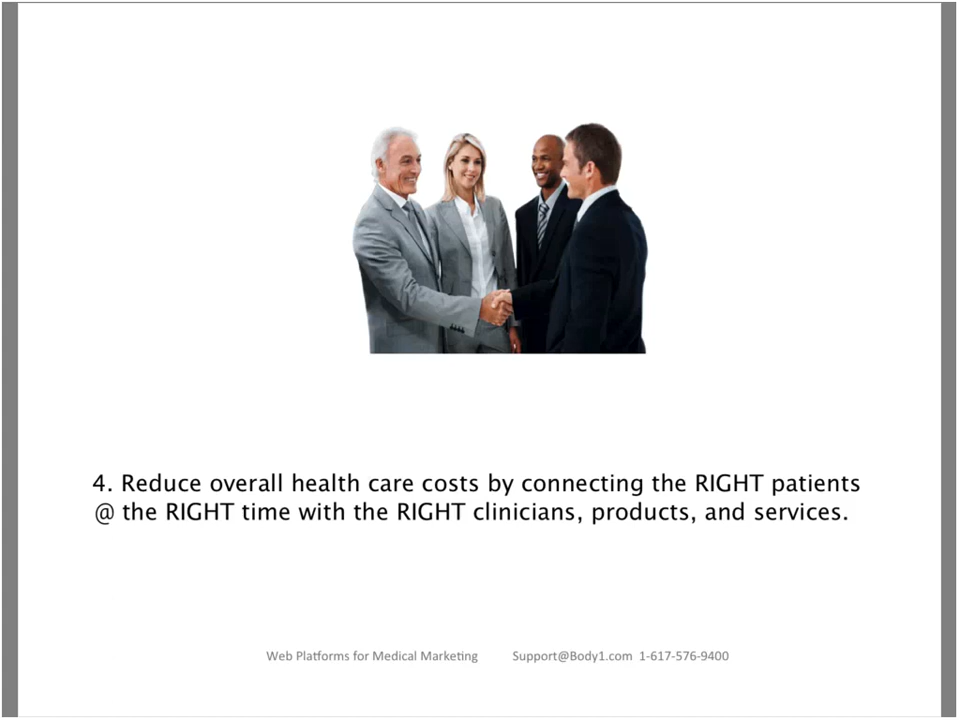 4. Reduce overall health care costs by connecting the RIGHT patients
@ the RIGHT time with the RIGHT clinicians, products, and services.
Web Platforms for Medical Marketing Support@Body1.com 1-617-576-9400